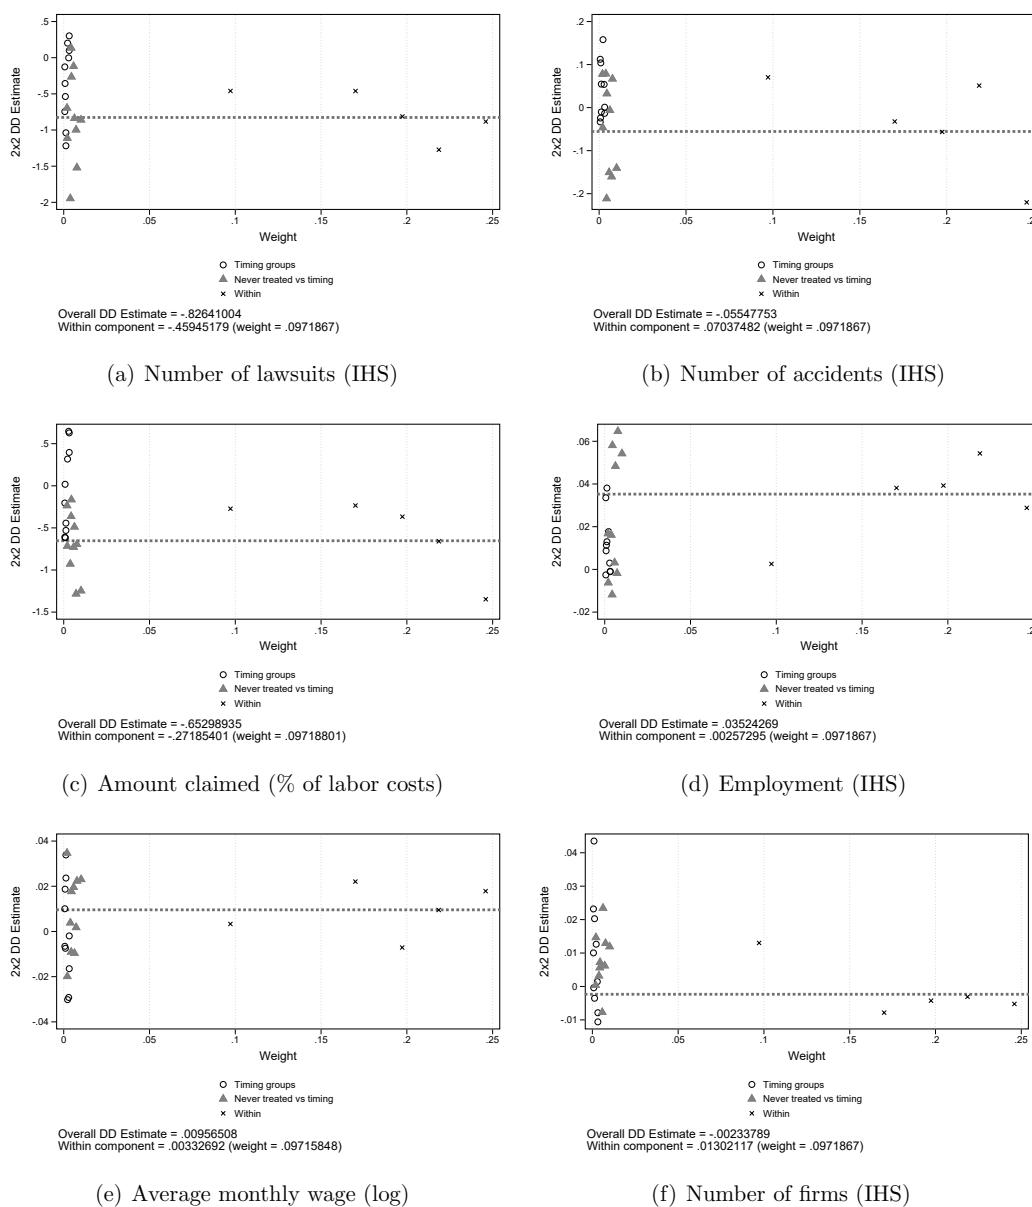 .5
0
-.5
-1
-1.5
-2
2x2 DD Estimate
0 .05 .1 .15 .2 .25
Weight
Timing groups
Never treated vs timing
Within
Overall DD Estimate = -.82641004
Within component = -.45945179 (weight = .0971867)
(a) Number of lawsuits (IHS)
.2
.1
0
-.1
-.2
2x2 DD Estimate
0 .05 .1 .15 .2 .2
Weight
Timing groups
Never treated vs timing
Within
Overall DD Estimate = -.05547753
Within component = .07037482 (weight = .0971867)
(b) Number of accidents (IHS)
.5
0
-.5
-1
-1.5
2x2 DD Estimate
0 .05 .1 .15 .2 .25
Weight
Timing groups
Never treated vs timing
Within
Overall DD Estimate = -.65298935
Within component = -.27185401 (weight = .09718801)
(c) Amount claimed (% of labor costs)
.06
.04
.02
0
-.02
2x2 DD Estimate
0 .05 .1 .15 .2 .2
Weight
Timing groups
Never treated vs timing
Within
Overall DD Estimate = .03524269
Within component = .00257295 (weight = .0971867)
(d) Employment (IHS)
.04
.02
0
-.02
-.04
2x2 DD Estimate
0 .05 .1 .15 .2 .25
Weight
Timing groups
Never treated vs timing
Within
Overall DD Estimate = .00956508
Within component = .00332692 (weight = .09715848)
(e) Average monthly wage (log)
.04
.03
.02
.01
0
-.01
2x2 DD Estimate
0 .05 .1 .15 .2 .25
Weight
Timing groups
Never treated vs timing
Within
Overall DD Estimate = -.00233789
Within component = .01302117 (weight = .0971867)
(f) Number of firms (IHS)